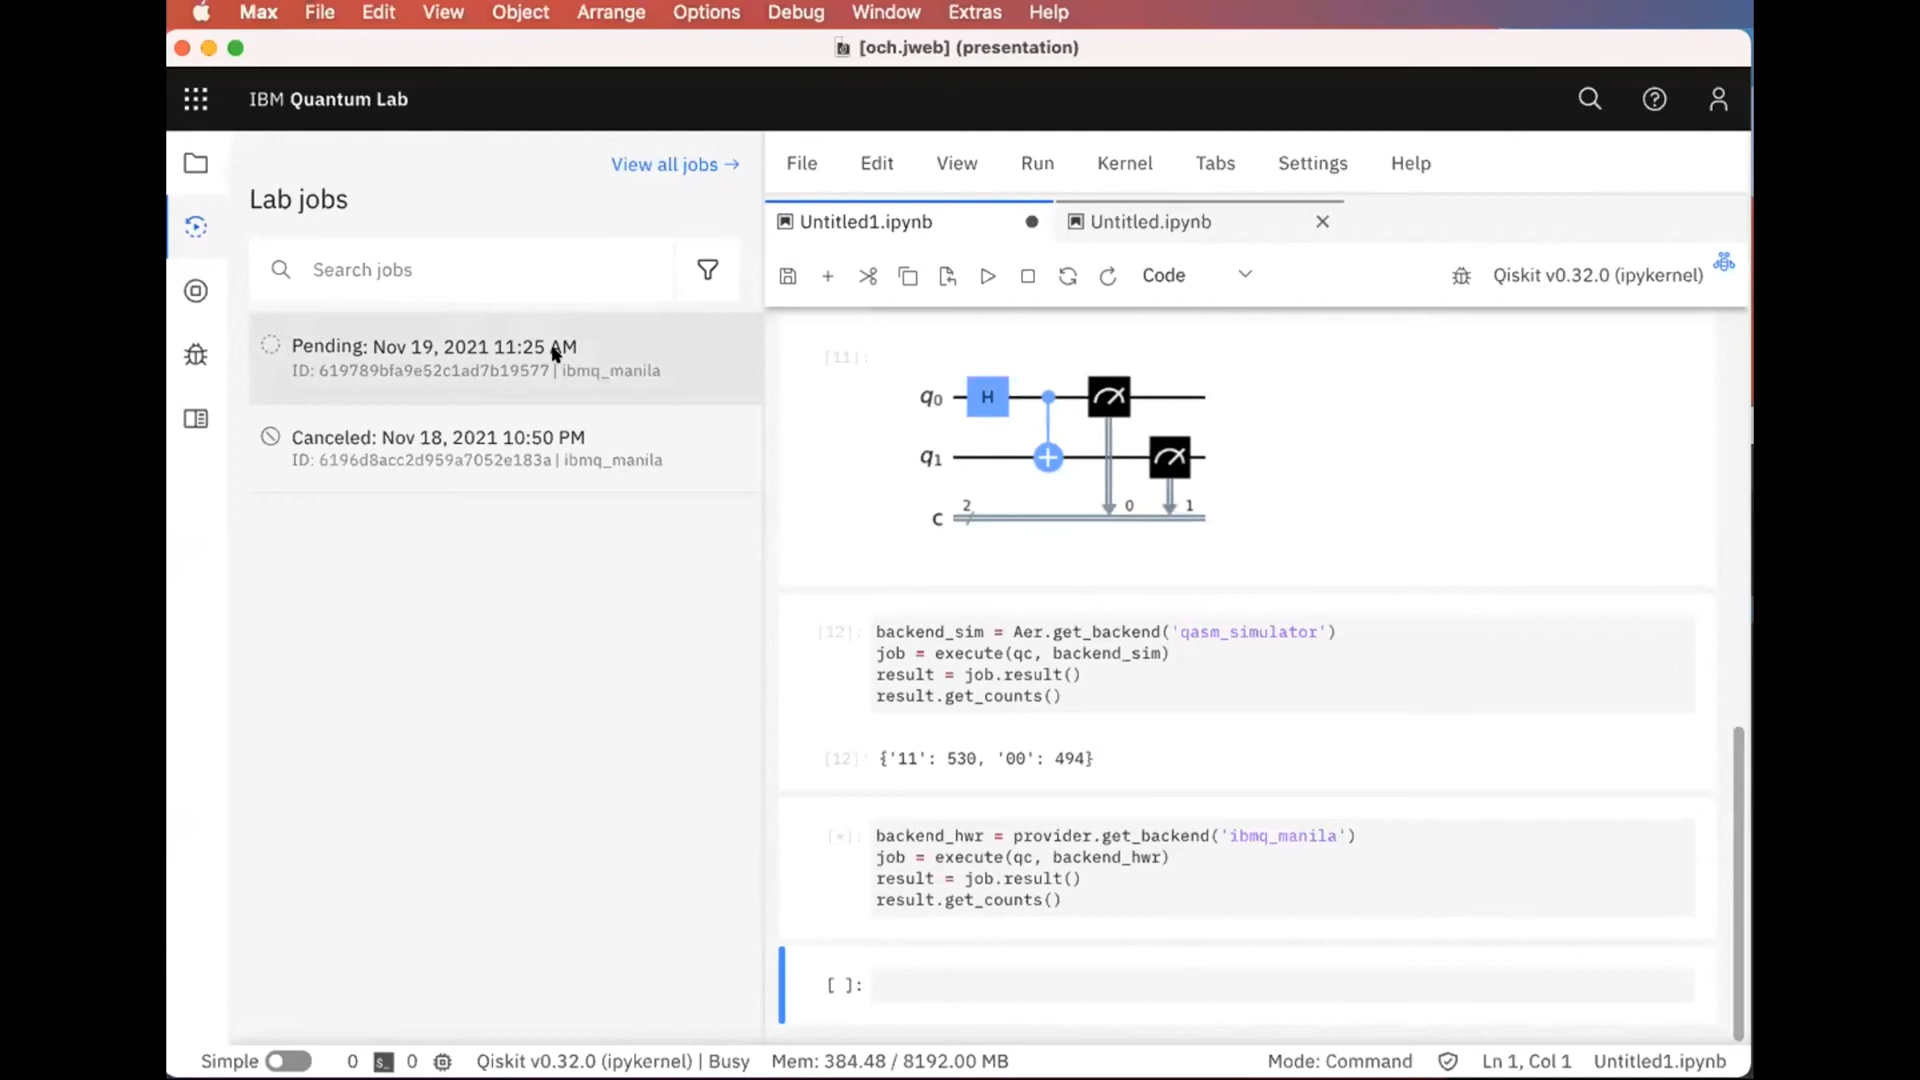 Max File Edit View Object Arrange Options Debug Window Extras Help
[och.jweb] (presentation)
IBM Quantum Lab
View all jobs →
Lab jobs
Search jobs
Pending: Nov 19, 2021 11:25 AM
ID: 619789bfa9e52c1ad7b19577 | ibmq_manila
Canceled: Nov 18, 2021 10:50 PM
ID: 6196d8acc2d959a7052e183a | ibmq_manila
File Edit View Run Kernel Tabs Settings Help
Untitled1.ipynb Untitled.ipynb
Code Qiskit v0.32.0 (ipykernel)
[11]:
q0 H
q1
2 0 1
c
[12]: backend_sim = Aer.get_backend('qasm_simulator')
job = execute(qc, backend_sim)
result = job.result()
result.get_counts()
[12]: {'11': 530, '00': 494}
[*]: backend_hwr = provider.get_backend('ibmq_manila')
job = execute(qc, backend_hwr)
result = job.result()
result.get_counts()
[ ]:
Simple 0 $_ 0 Qiskit v0.32.0 (ipykernel) | Busy Mem: 384.48 / 8192.00 MB Mode: Command Ln 1, Col 1 Untitled1.ipynb